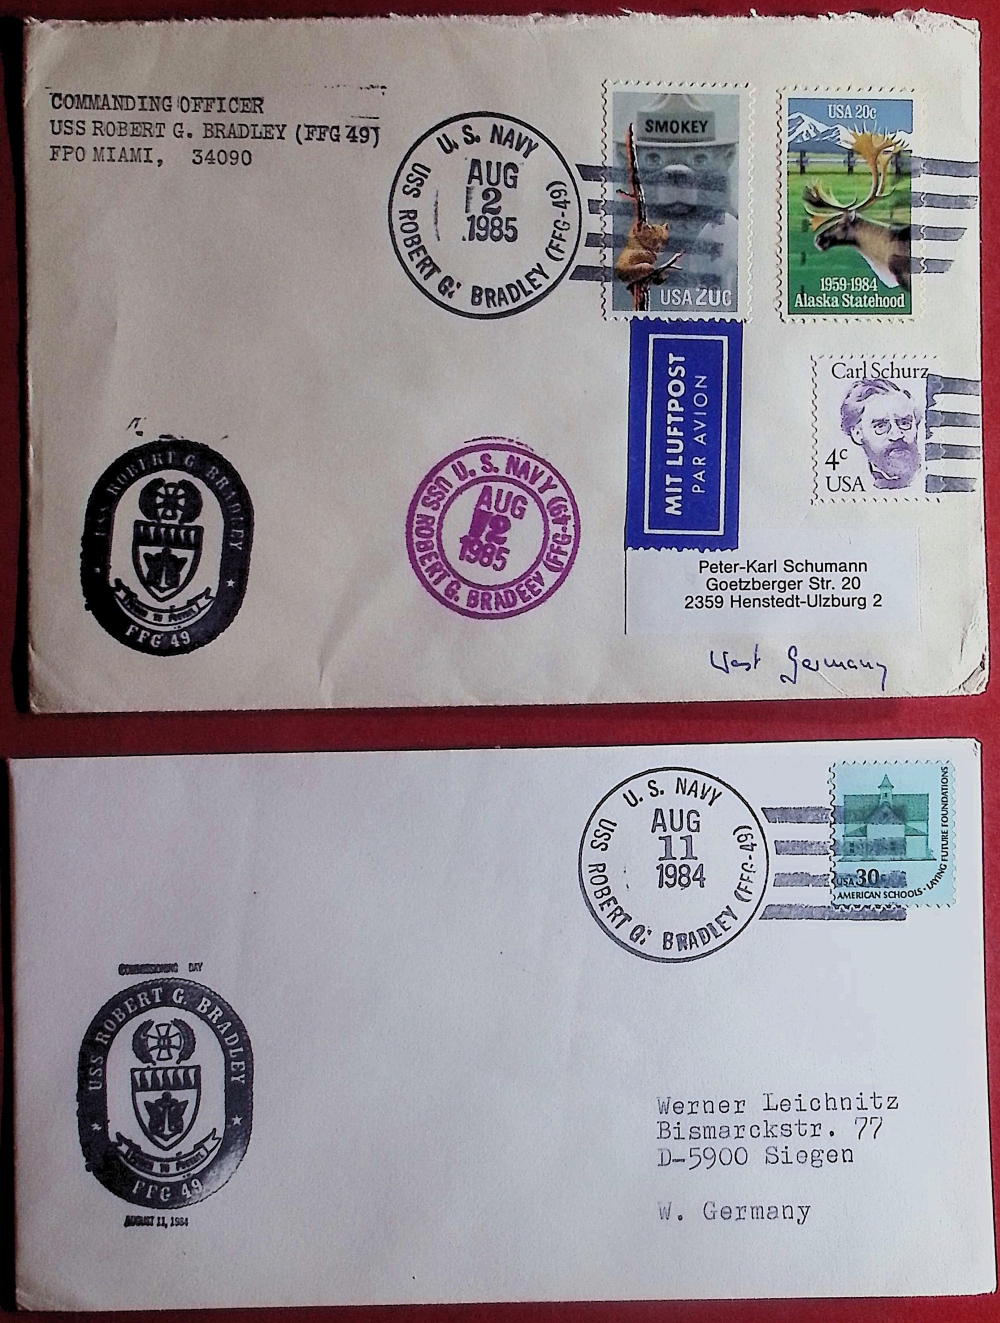 COMMANDING OFFICER
USS ROBERT G. BRADLEY (FFG 49)
FPO MIAMI, 34090
U.S. NAVY
AUG
2
1985
USS ROBERT G. BRADLEY (FFG-49)
SMOKEY
USA 20c
USA 20c
1959-1984
Alaska Statehood
Carl Schurz
4c
USA
MIT LUFTPOST
PAR AVION
USS ROBERT G. BRADLEY
FFG 49
U.S. NAVY
AUG
2
1985
USS ROBERT G. BRADLEY (FFG-49)
Peter-Karl Schumann
Goetzberger Str. 20
2359 Henstedt-Ulzburg 2
West Germany
U.S. NAVY
AUG
11
1984
USS ROBERT G. BRADLEY (FFG-49)
USA 30c
AMERICAN SCHOOLS · LAYING FUTURE FOUNDATIONS
COMMISSIONING DAY
USS ROBERT G. BRADLEY
FFG 49
AUGUST 11, 1984
Werner Leichnitz
Bismarckstr. 77
D-5900 Siegen
W. Germany